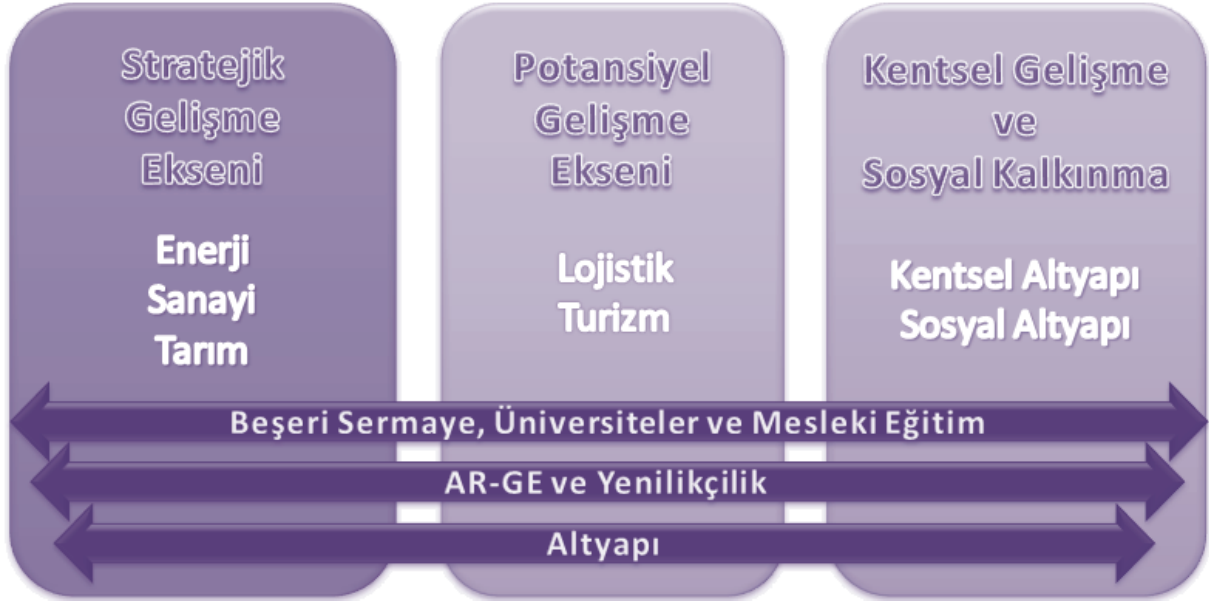 Stratejik
Gelişme
Ekseni
Enerji
Sanayi
Tarım
Potansiyel
Gelişme
Ekseni
Lojistik
Turizm
Kentsel Gelişme
ve
Sosyal Kalkınma
Kentsel Altyapı
Sosyal Altyapı
Beşeri Sermaye, Üniversiteler ve Mesleki Eğitim
AR-GE ve Yenilikçilik
Altyapı